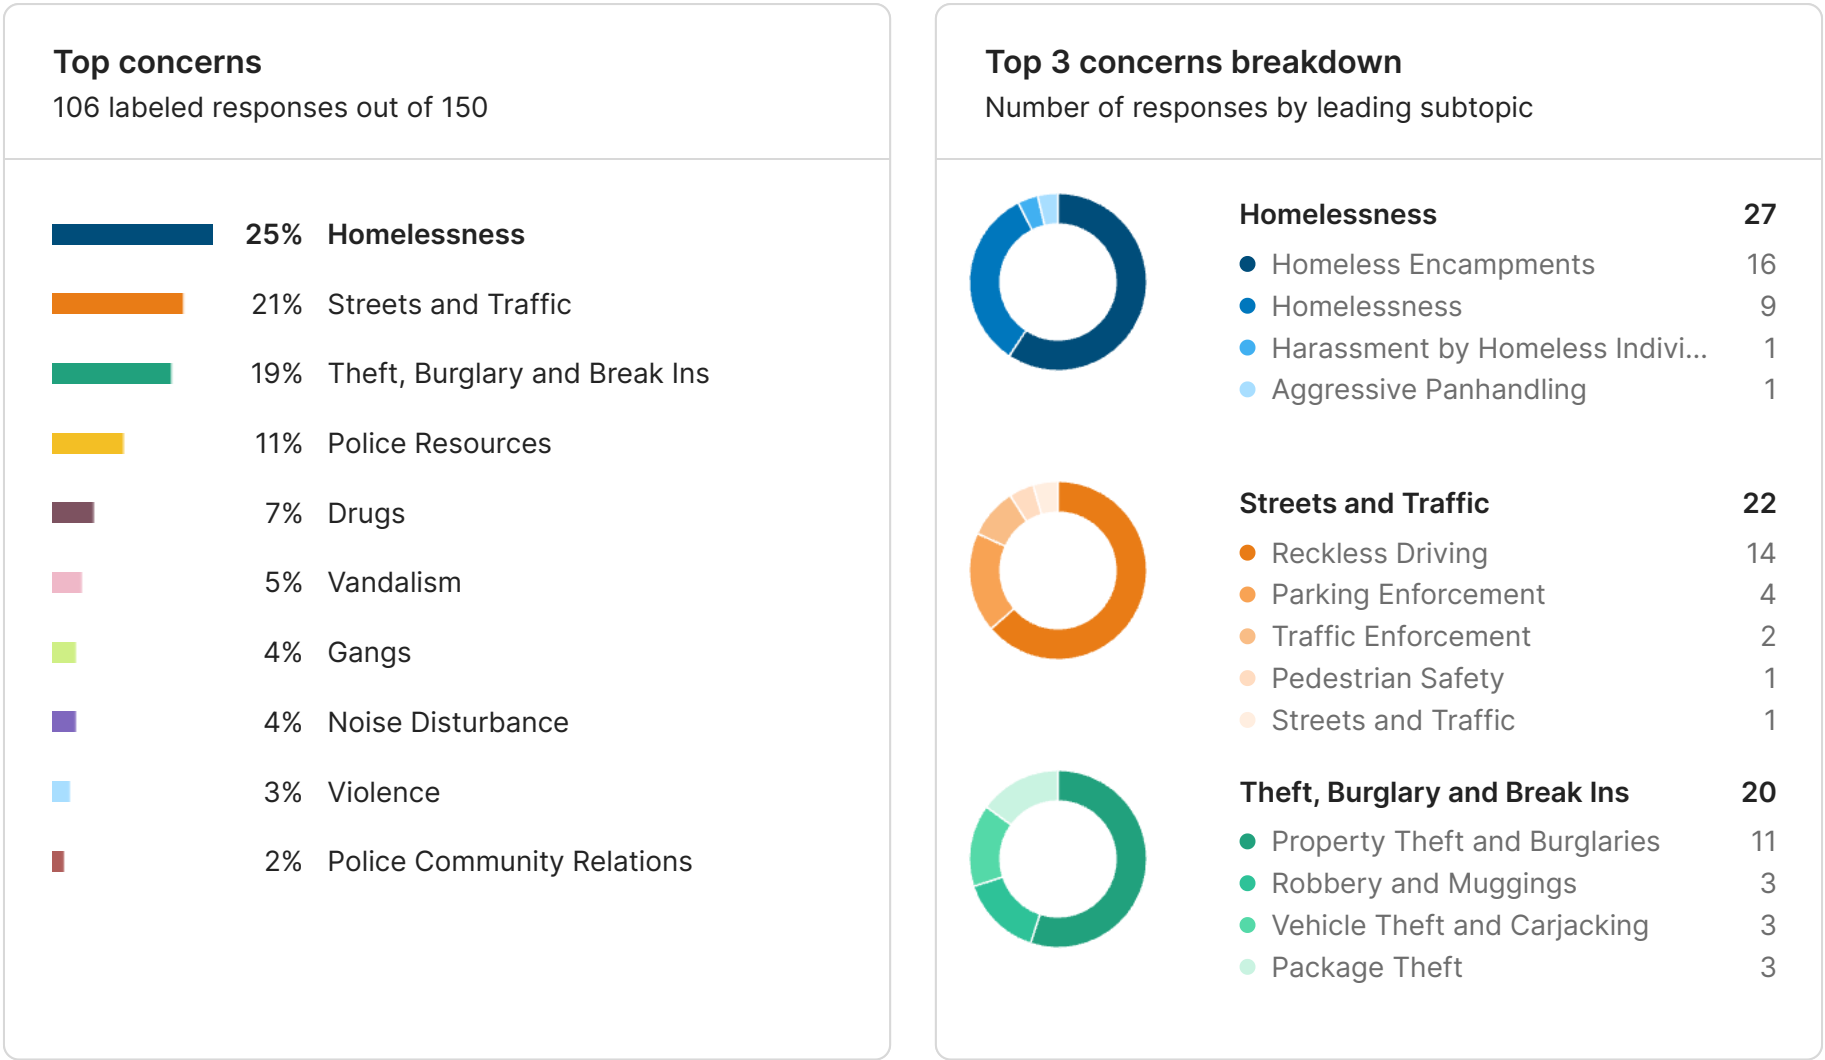 Top concerns
106 labeled responses out of 150
25% Homelessness
21% Streets and Traffic
19% Theft, Burglary and Break Ins
11% Police Resources
7% Drugs
5% Vandalism
4% Gangs
4% Noise Disturbance
3% Violence
2% Police Community Relations
Top 3 concerns breakdown
Number of responses by leading subtopic
Homelessness 27
Homeless Encampments 16
Homelessness 9
Harassment by Homeless Indivi... 1
Aggressive Panhandling 1
Streets and Traffic 22
Reckless Driving 14
Parking Enforcement 4
Traffic Enforcement 2
Pedestrian Safety 1
Streets and Traffic 1
Theft, Burglary and Break Ins 20
Property Theft and Burglaries 11
Robbery and Muggings 3
Vehicle Theft and Carjacking 3
Package Theft 3